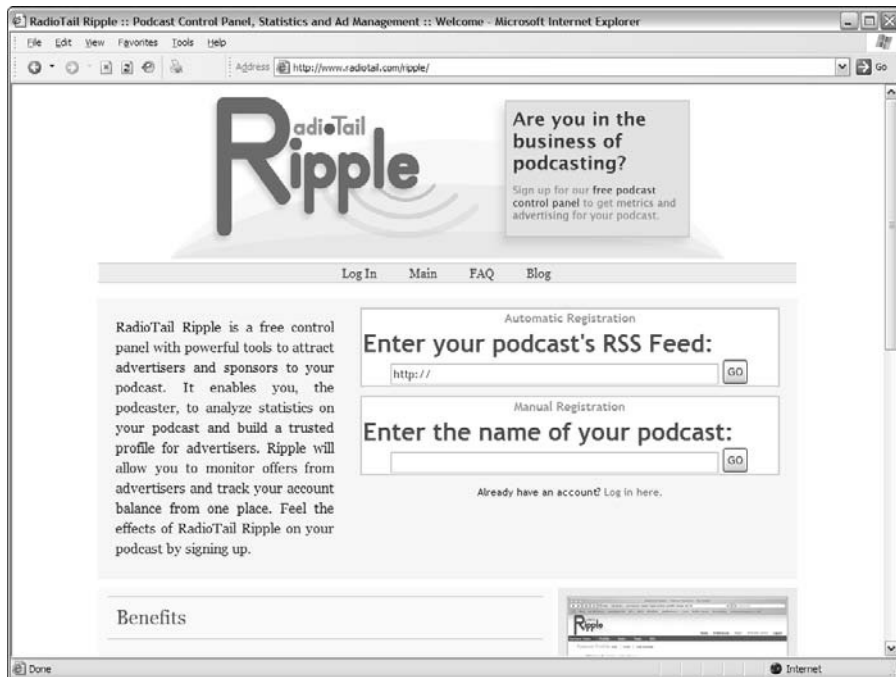 RadioTail Ripple :: Podcast Control Panel, Statistics and Ad Management :: Welcome - Microsoft Internet Explorer
File Edit View Favorites Tools Help
Address http://www.radiotail.com/ripple/ Go
RadioTail
Ripple
Are you in the
business of
podcasting?
Sign up for our free podcast
control panel to get metrics and
advertising for your podcast.
Log In Main FAQ Blog
RadioTail Ripple is a free control
panel with powerful tools to attract
advertisers and sponsors to your
podcast. It enables you, the
podcaster, to analyze statistics on
your podcast and build a trusted
profile for advertisers. Ripple will
allow you to monitor offers from
advertisers and track your account
balance from one place. Feel the
effects of RadioTail Ripple on your
podcast by signing up.
Automatic Registration
Enter your podcast's RSS Feed:
http:// GO
Manual Registration
Enter the name of your podcast:
GO
Already have an account? Log in here.
Benefits
Ripple
Done Internet